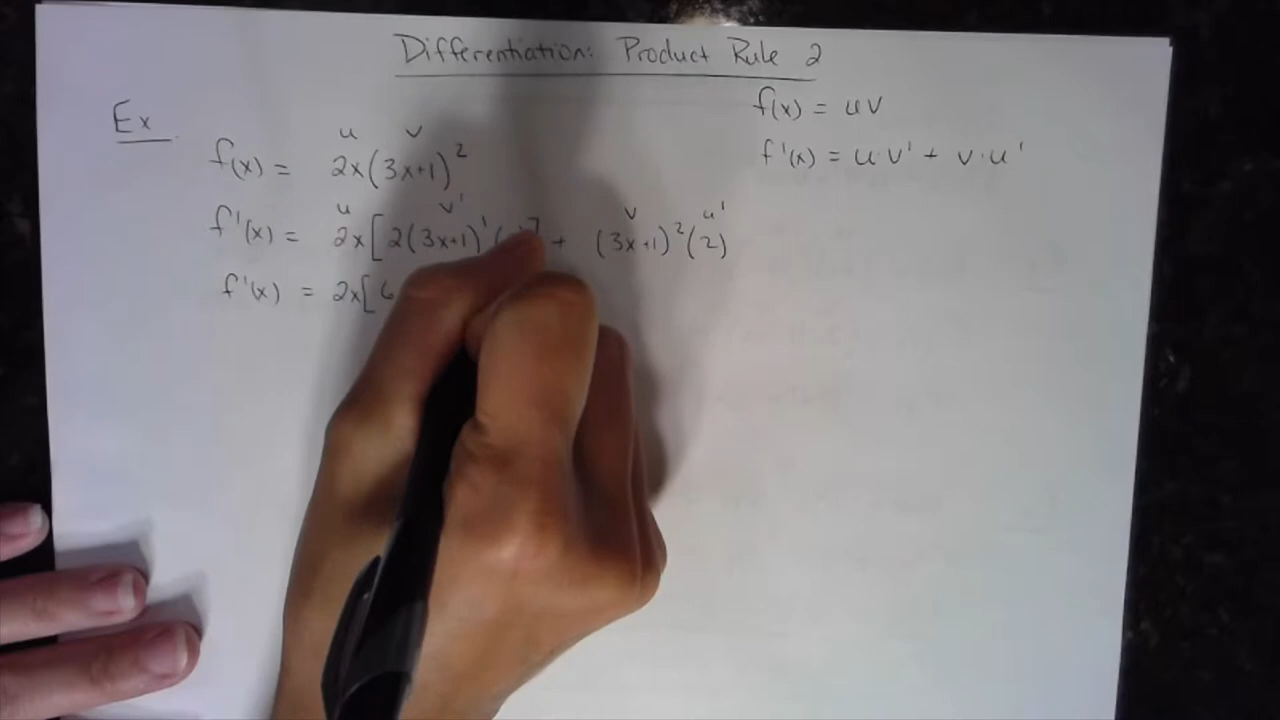 Differentiation: Product Rule 2
f(x) = uv
Ex
u v
f(x) = 2x(3x+1)²
f'(x) = u·v' + v·u'
u v' v u'
f'(x) = 2x[2(3x+1)¹( ] + (3x+1)²(2)
f'(x) = 2x[6